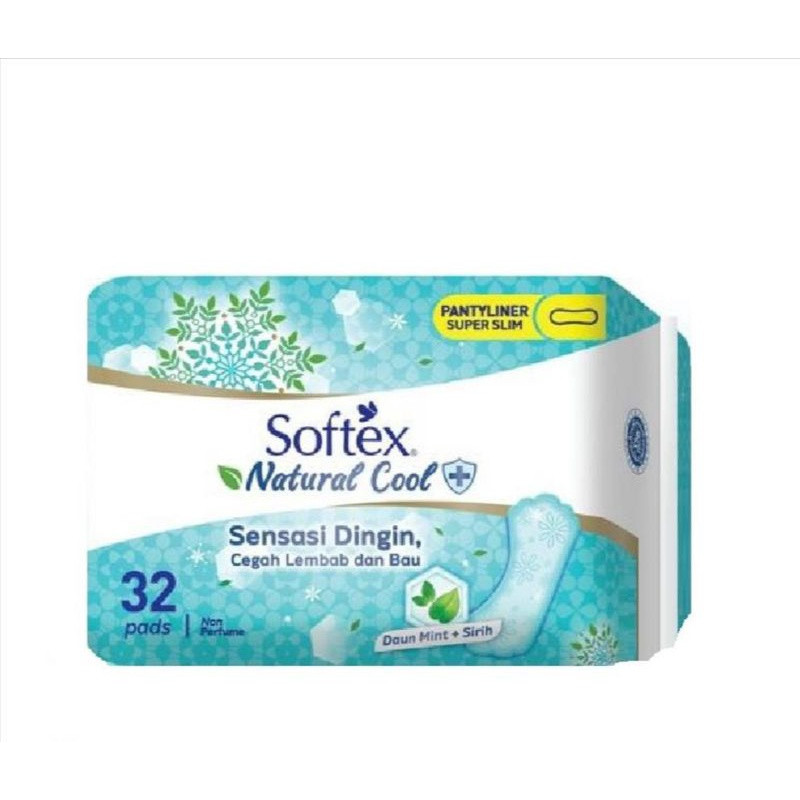 PANTYLINER
SUPER SLIM
Softex®
Natural Cool
Sensasi Dingin,
Cegah Lembab dan Bau
32
pads
Non
Perfume
Daun Mint + Sirih